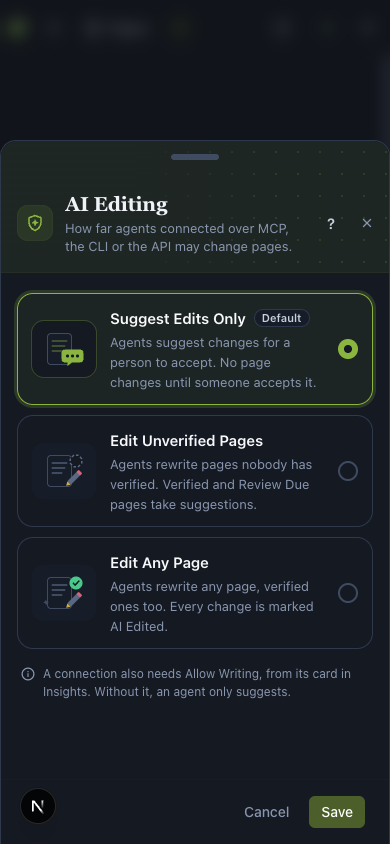 AI Editing
How far agents connected over MCP,
the CLI or the API may change pages.
?
×
Suggest Edits Only
Default
Agents suggest changes for a
person to accept. No page
changes until someone accepts it.
Edit Unverified Pages
Agents rewrite pages nobody has
verified. Verified and Review Due
pages take suggestions.
Edit Any Page
Agents rewrite any page, verified
ones too. Every change is marked
AI Edited.
A connection also needs Allow Writing, from its card in
Insights. Without it, an agent only suggests.
N
Cancel
Save